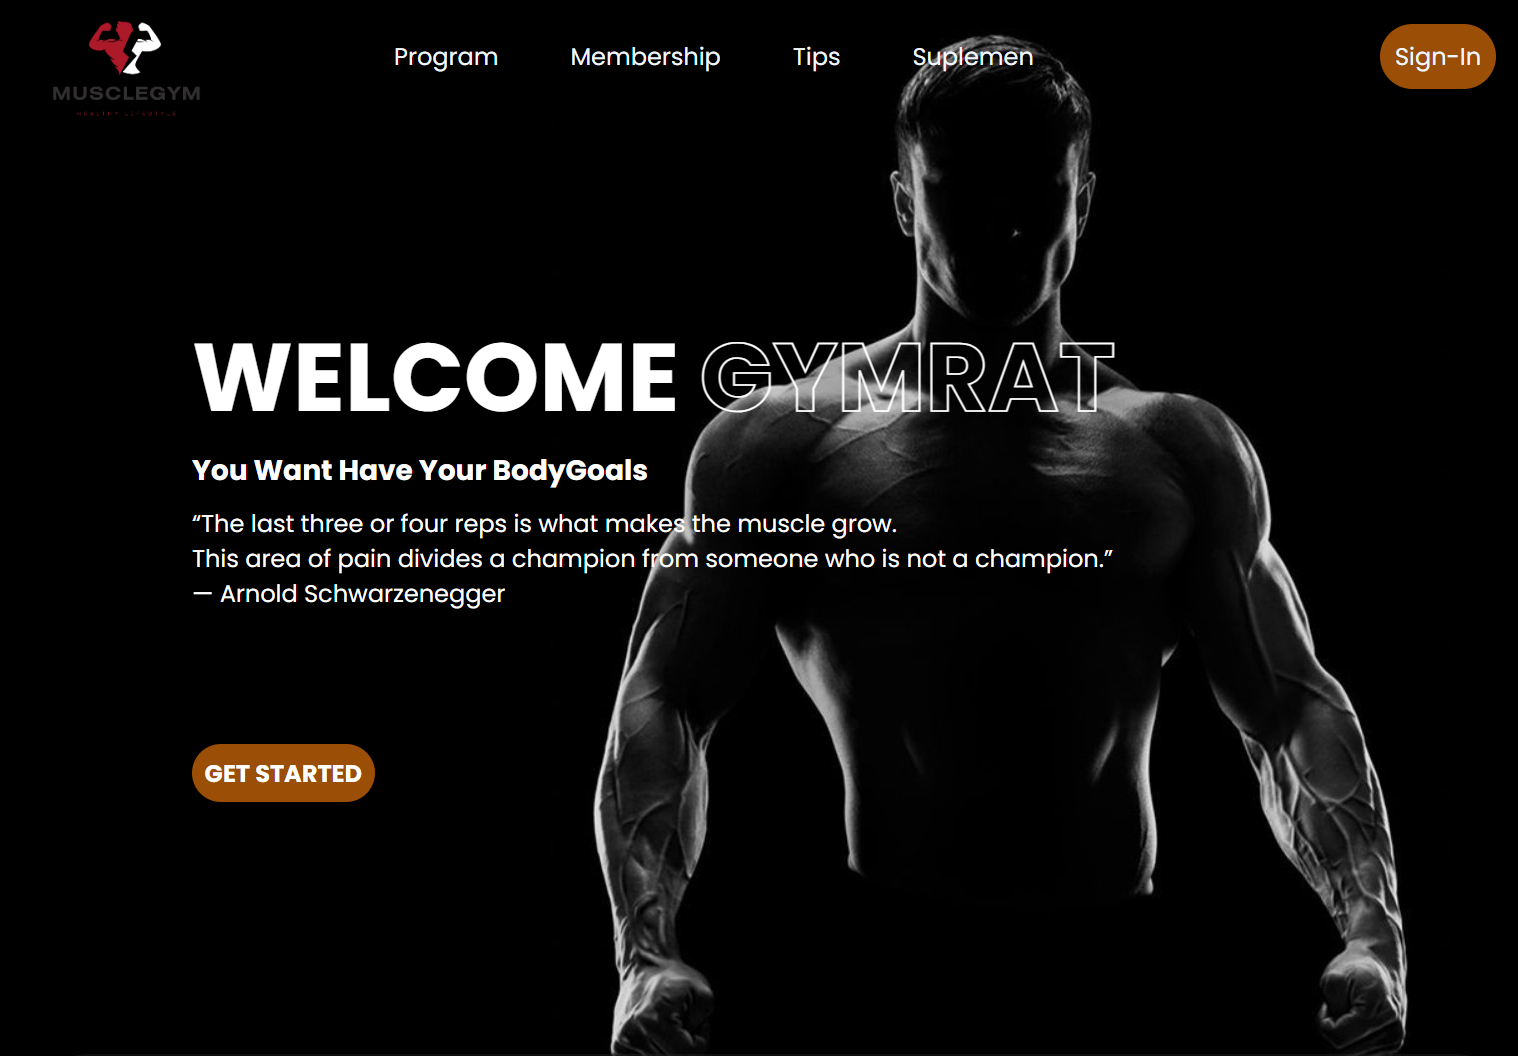 MUSCLEGYM
HEALTHY LIFESTYLE
Program Membership Tips Suplemen Sign-In
WELCOME GYMRAT
You Want Have Your BodyGoals
“The last three or four reps is what makes the muscle grow.
This area of pain divides a champion from someone who is not a champion.”
— Arnold Schwarzenegger
GET STARTED